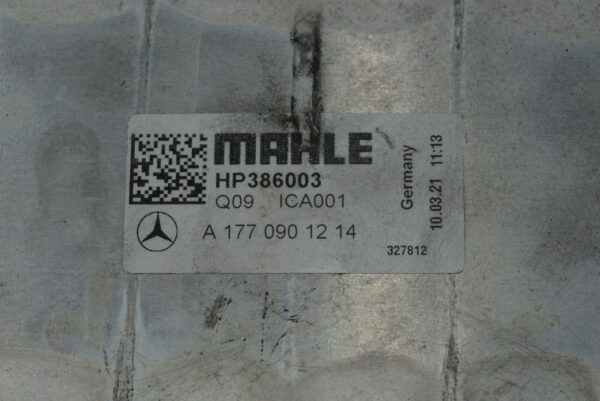 MAHLE
HP386003
Q09 ICA001
A 177 090 12 14
Germany
10.03.21 11:13
327812